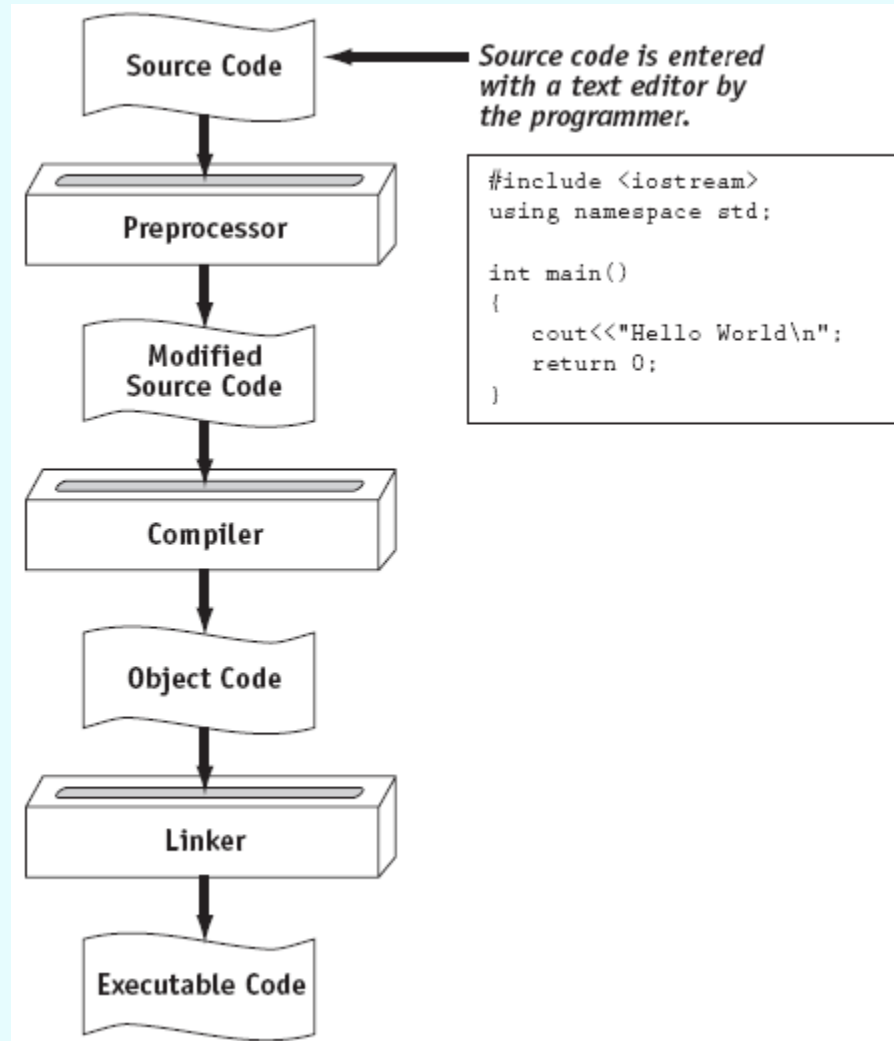 Source Code
Source code is entered
with a text editor by
the programmer.
#include <iostream>
using namespace std;
int main()
{
cout<<"Hello World\n";
return 0;
}
Preprocessor
Modified
Source Code
Compiler
Object Code
Linker
Executable Code